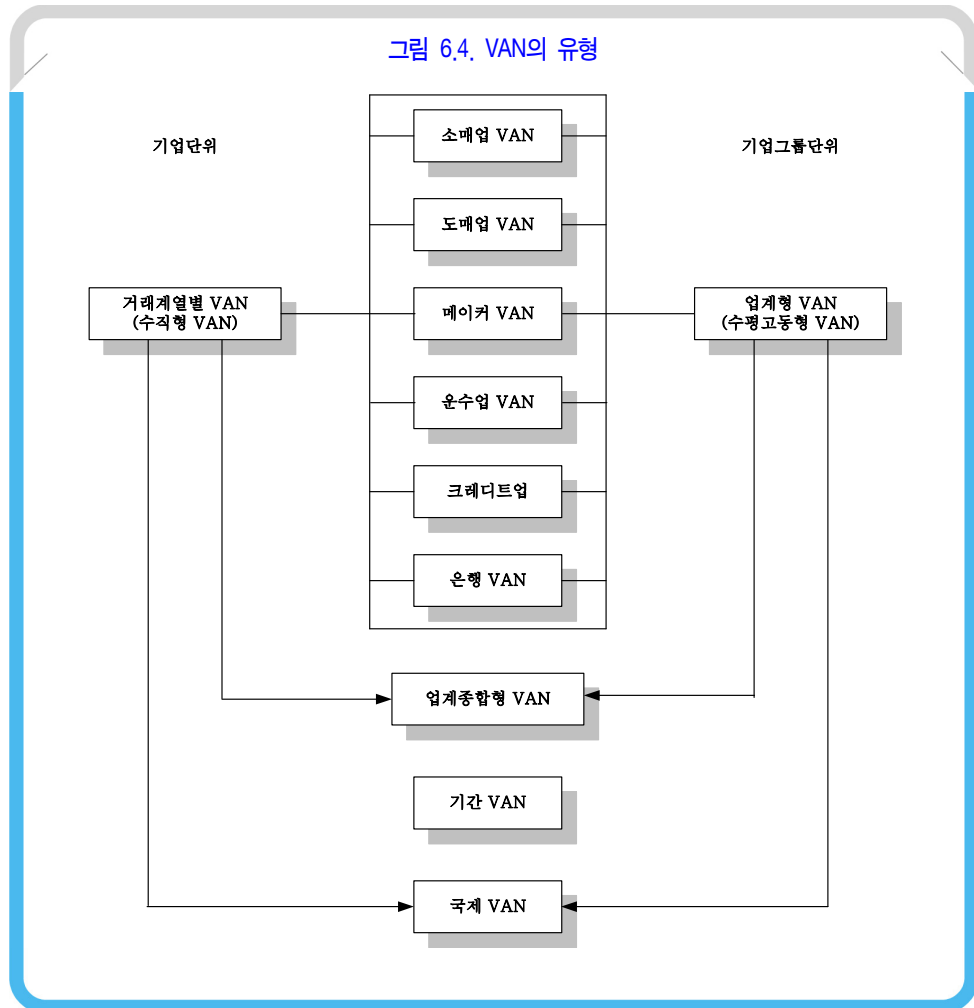 그림 6.4. VAN의 유형
기업단위
기업그룹단위
소매업 VAN
도매업 VAN
거래계열별 VAN
(수직형 VAN)
메이커 VAN
업계형 VAN
(수평고동형 VAN)
운수업 VAN
크레디트업
은행 VAN
업계종합형 VAN
기간 VAN
국제 VAN